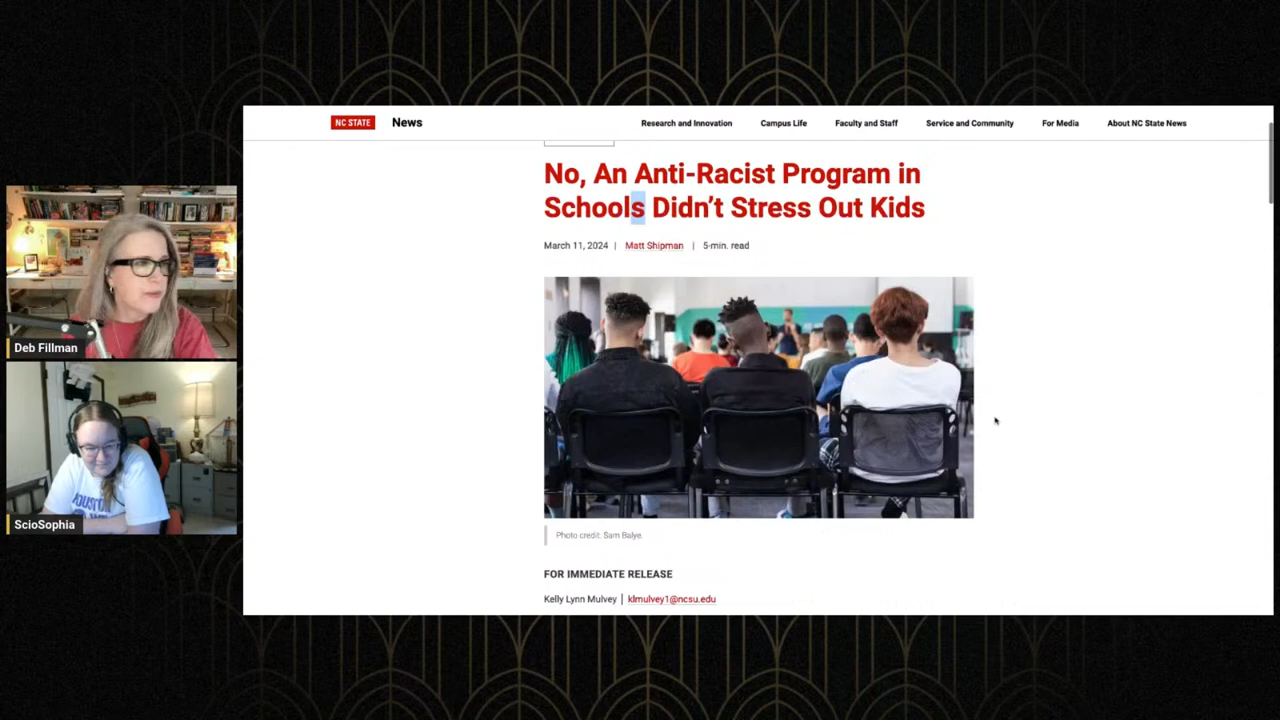 NC STATE
News
Research and Innovation
Campus Life
Faculty and Staff
Service and Community
For Media
About NC State News
No, An Anti-Racist Program in
Schools Didn’t Stress Out Kids
March 11, 2024 | Matt Shipman | 5-min. read
Photo credit: Sam Balye.
FOR IMMEDIATE RELEASE
Kelly Lynn Mulvey | klmulvey1@ncsu.edu
Deb Fillman
ScioSophia